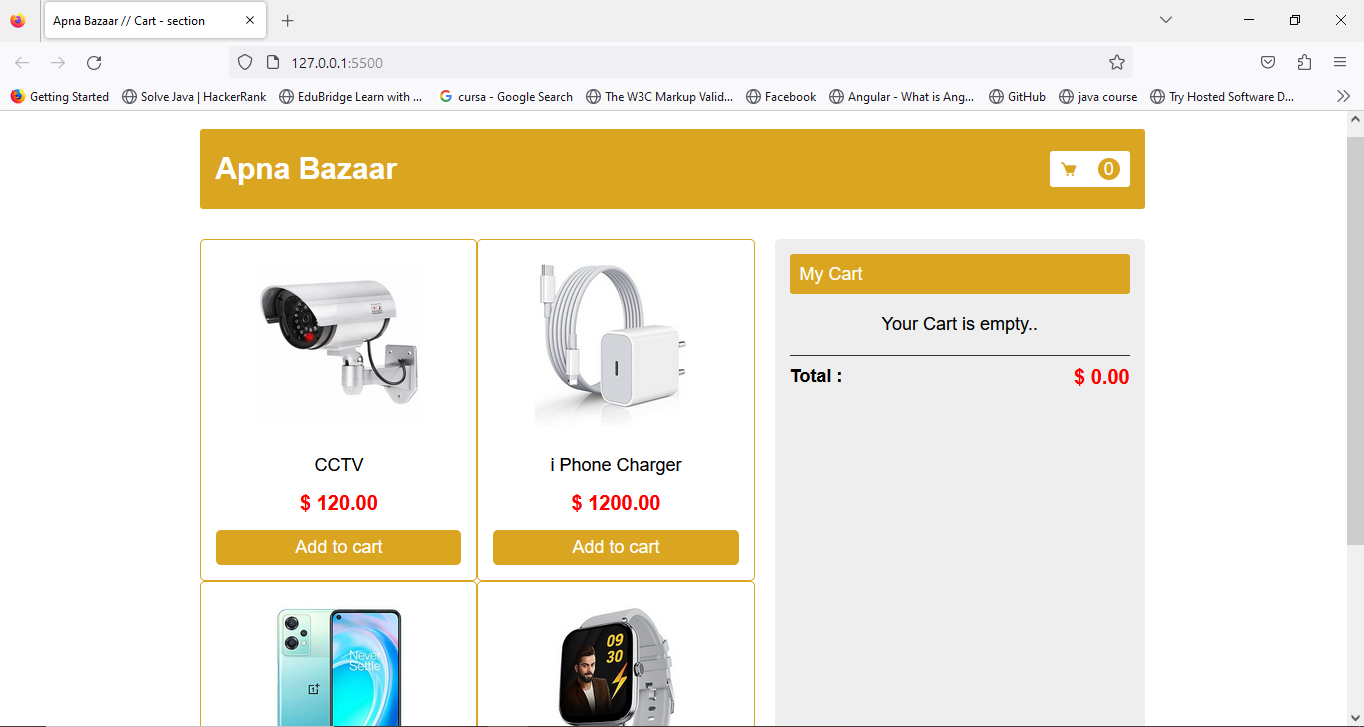 Apna Bazaar // Cart - section
127.0.0.1:5500
Getting Started Solve Java | HackerRank EduBridge Learn with ... cursa - Google Search The W3C Markup Valid... Facebook Angular - What is Ang... GitHub java course Try Hosted Software D...
Apna Bazaar 0
My Cart
Your Cart is empty..
Total : $ 0.00
CCTV i Phone Charger
$ 120.00 $ 1200.00
Add to cart Add to cart
Never
Settle
09
30